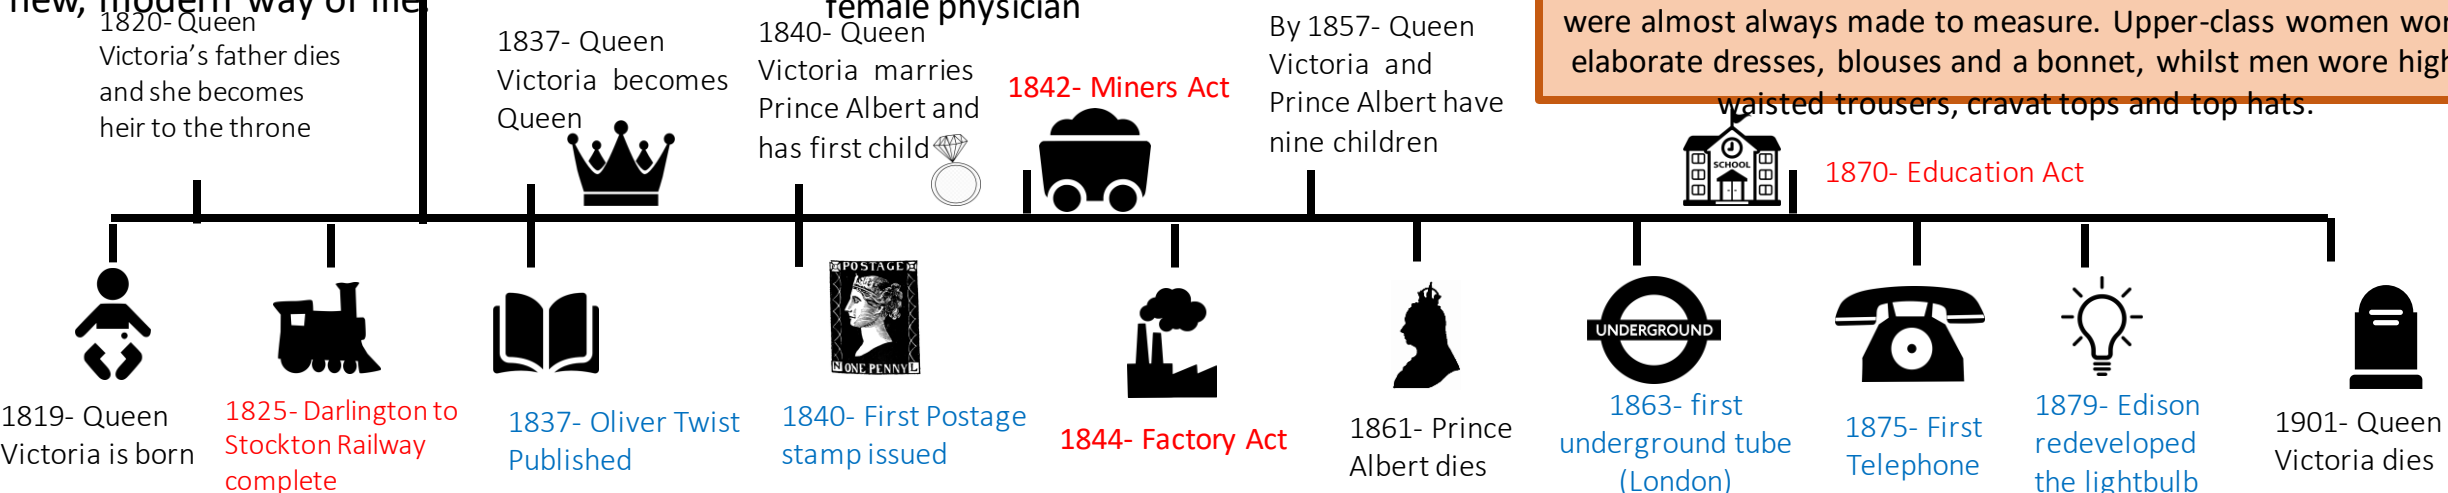 new, modern way of life.
female physician
were almost always made to measure. Upper-class women
elaborate dresses, blouses and a bonnet, whilst men wore
waisted trousers, cravat tops and top hats.
1820- Queen
Victoria's father dies
and she becomes
heir to the throne
1837- Queen
Victoria becomes
Queen
1840- Queen
Victoria marries
Prince Albert and
has first child
1842- Miners Act
By 1857- Queen
Victoria and
Prince Albert have
nine children
SCHOOL
1870- Education Act
POSTAGE
ONE PENNY
UNDERGROUND
1819- Queen
Victoria is born
1825- Darlington to
Stockton Railway
complete
1837- Oliver Twist
Published
1840- First Postage
stamp issued
1844- Factory Act
1861- Prince
Albert dies
1863- first
underground tube
(London)
1875- First
Telephone
1879- Edison
redeveloped
the lightbulb
1901- Queen
Victoria dies